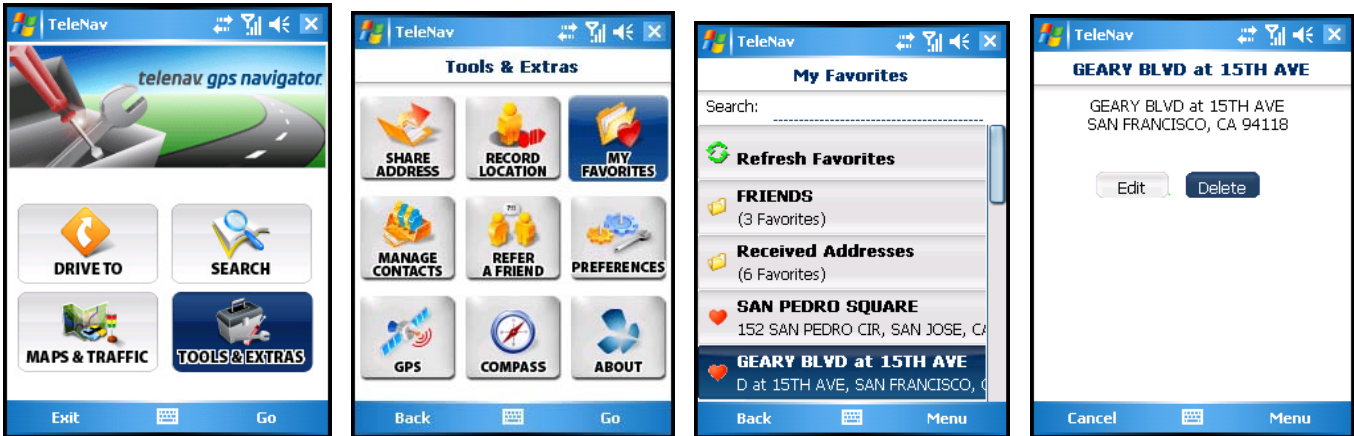 TeleNav
telenav gps navigator
DRIVE TO
SEARCH
MAPS & TRAFFIC
TOOLS & EXTRAS
Exit
Go
TeleNav
Tools & Extras
SHARE
ADDRESS
RECORD
LOCATION
MY
FAVORITES
MANAGE
CONTACTS
REFER
A FRIEND
PREFERENCES
GPS
COMPASS
ABOUT
Back
Go
TeleNav
My Favorites
Search:
Refresh Favorites
FRIENDS
(3 Favorites)
Received Addresses
(6 Favorites)
SAN PEDRO SQUARE
152 SAN PEDRO CIR, SAN JOSE, CA
GEARY BLVD at 15TH AVE
D at 15TH AVE, SAN FRANCISCO,
Back
Menu
TeleNav
GEARY BLVD at 15TH AVE
GEARY BLVD at 15TH AVE
SAN FRANCISCO, CA 94118
Edit
Delete
Cancel
Menu